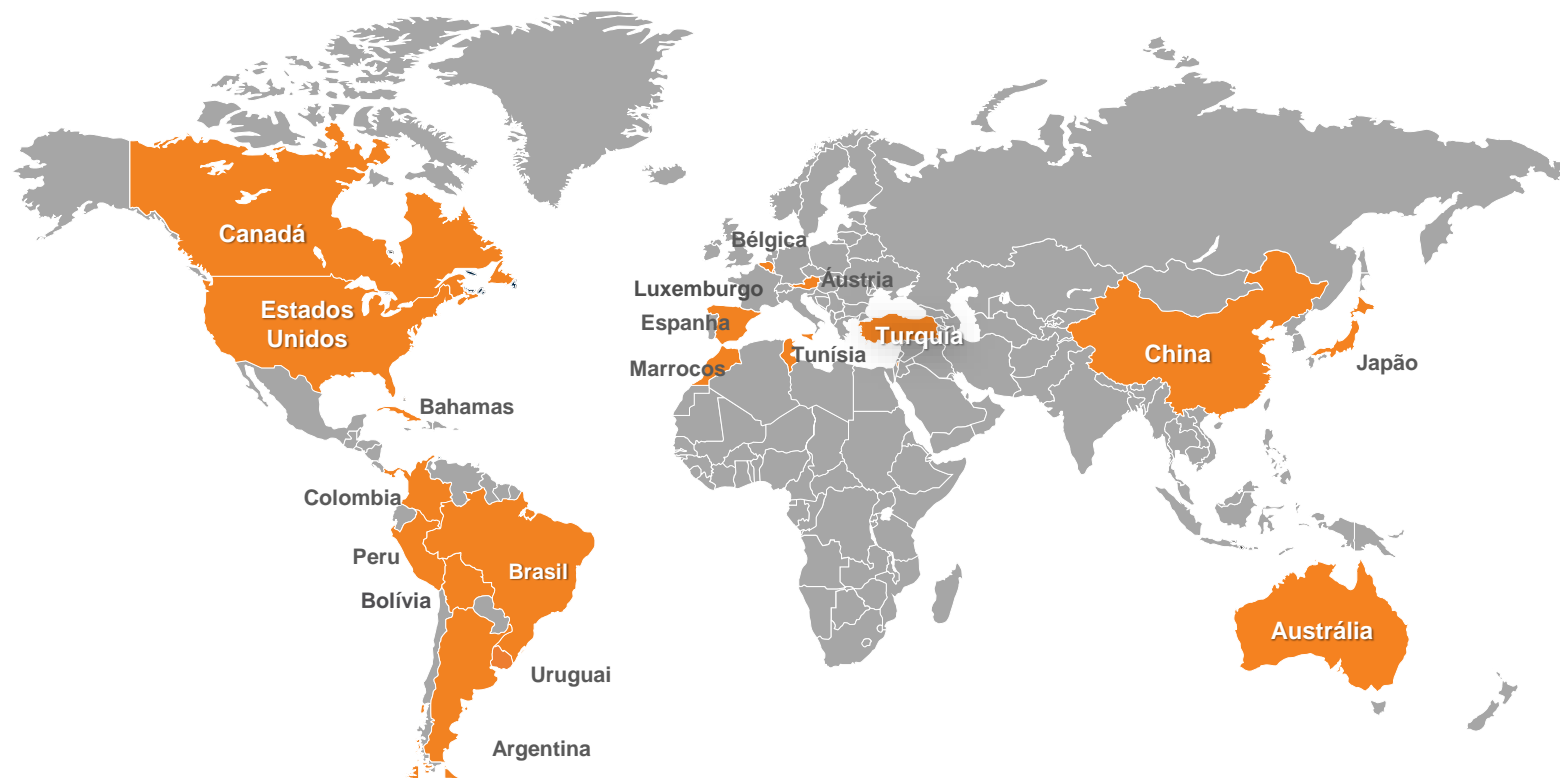 Canadá
Estados
Unidos
Bahamas
Colombia
Peru
Bolívia
Brasil
Uruguai
Argentina
Bélgica
Luxemburgo
Áustria
Espanha
Turquia
Marrocos
Tunísia
China
Japão
Austrália